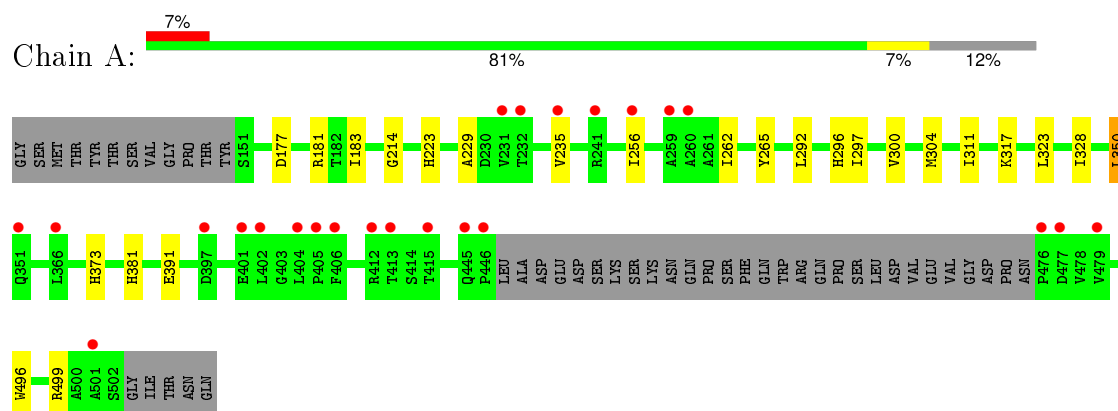 7%
Chain A:
81% 7% 12%
GLY SER MET THR TYR THR SER VAL GLY PRO THR TYR S151 D177 R181 T182 I183 G214 H223 A229 D230 V231 T232 V235 R241 I256 A259 A260 A261 I262 Y265 L292 H296 I297 V300 M304 I311 K317 L323 I328 L350
Q351 L366 H373 H381 E391 D397 E401 L402 G403 L404 P405 F406 R412 T413 S414 T415 Q445 P446 LEU ALA ASP GLU ASP SER LYS SER LYS ASN GLN PRO SER PHE GLN TRP ARG GLN PRO SER LEU ASP VAL GLU VAL GLY ASP PRO ASN P476 D477 V478 V479
W496 R499 A500 A501 S502 GLY ILE THR ASN GLN